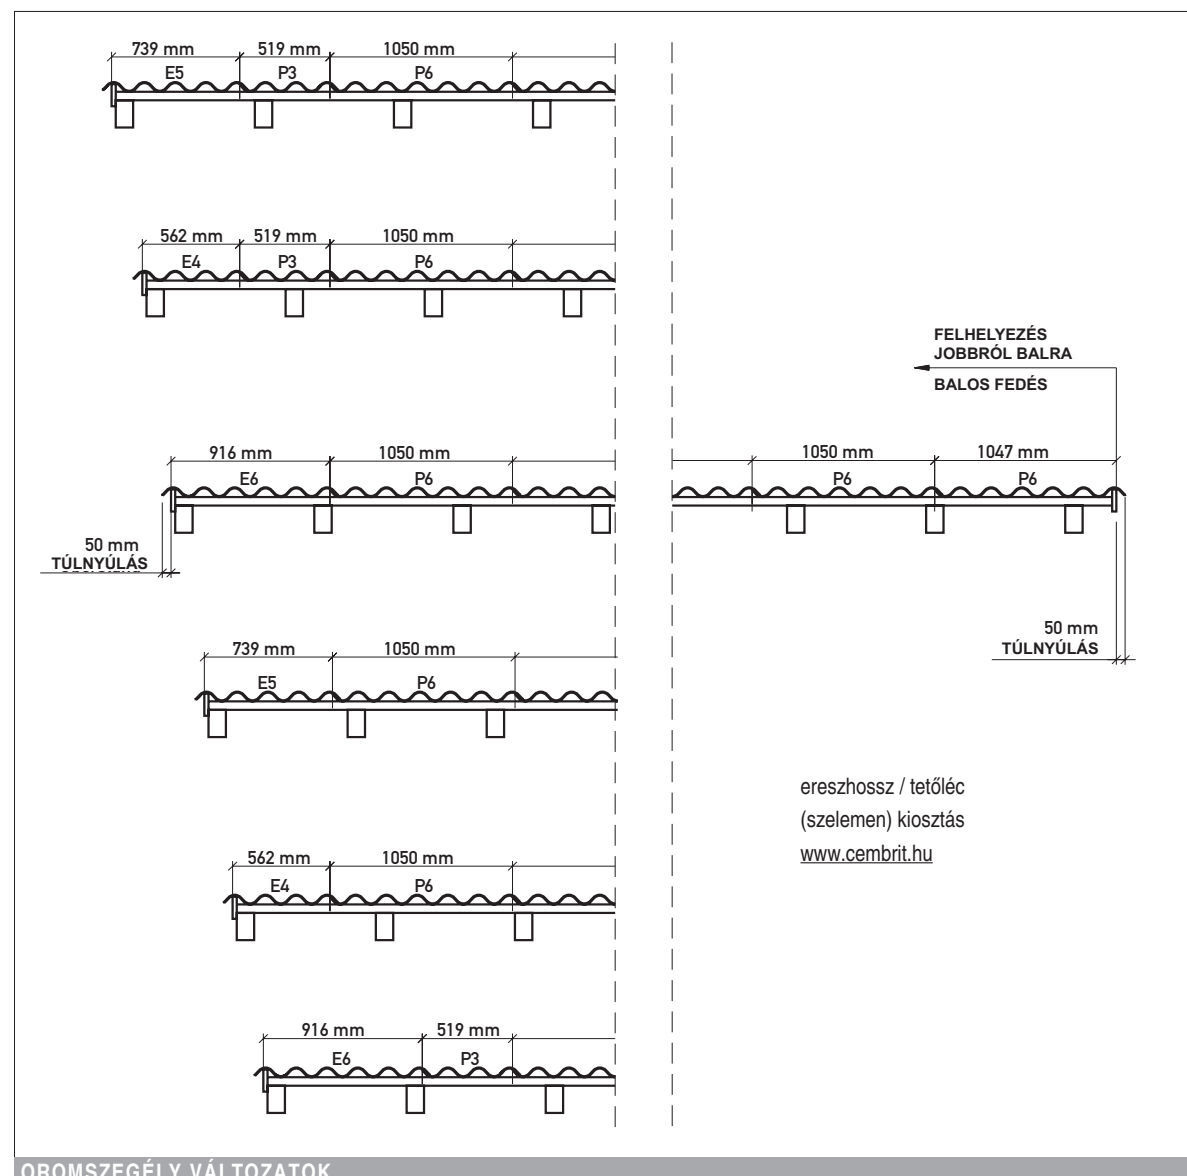 739 mm 519 mm 1050 mm
E5 P3 P6
562 mm 519 mm 1050 mm
E4 P3 P6
FELHELYEZÉS
JOBBRÓL BALRA
BALOS FEDÉS
916 mm 1050 mm 1050 mm 1047 mm
E6 P6 P6 P6
50 mm
TÚLNYÚLÁS
50 mm
TÚLNYÚLÁS
739 mm 1050 mm
E5 P6
ereszhossz / tetőléc
(szelemen) kiosztás
www.cembrit.hu
562 mm 1050 mm
E4 P6
916 mm 519 mm
E6 P3
OROMSZEGÉLY VÁLTOZATOK